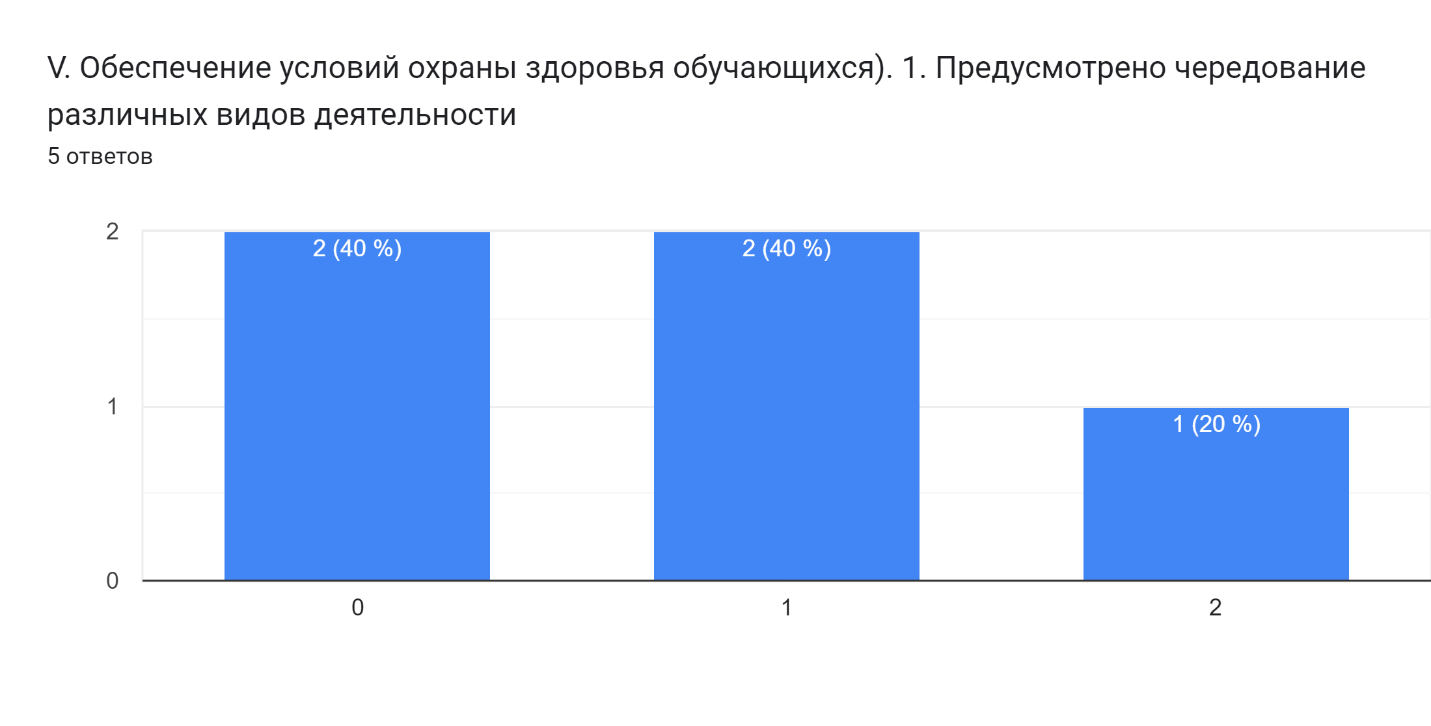 V. Обеспечение условий охраны здоровья обучающихся). 1. Предусмотрено чередование
различных видов деятельности
5 ответов
2
2 (40 %)
2 (40 %)
1
1 (20 %)
0
0
1
2